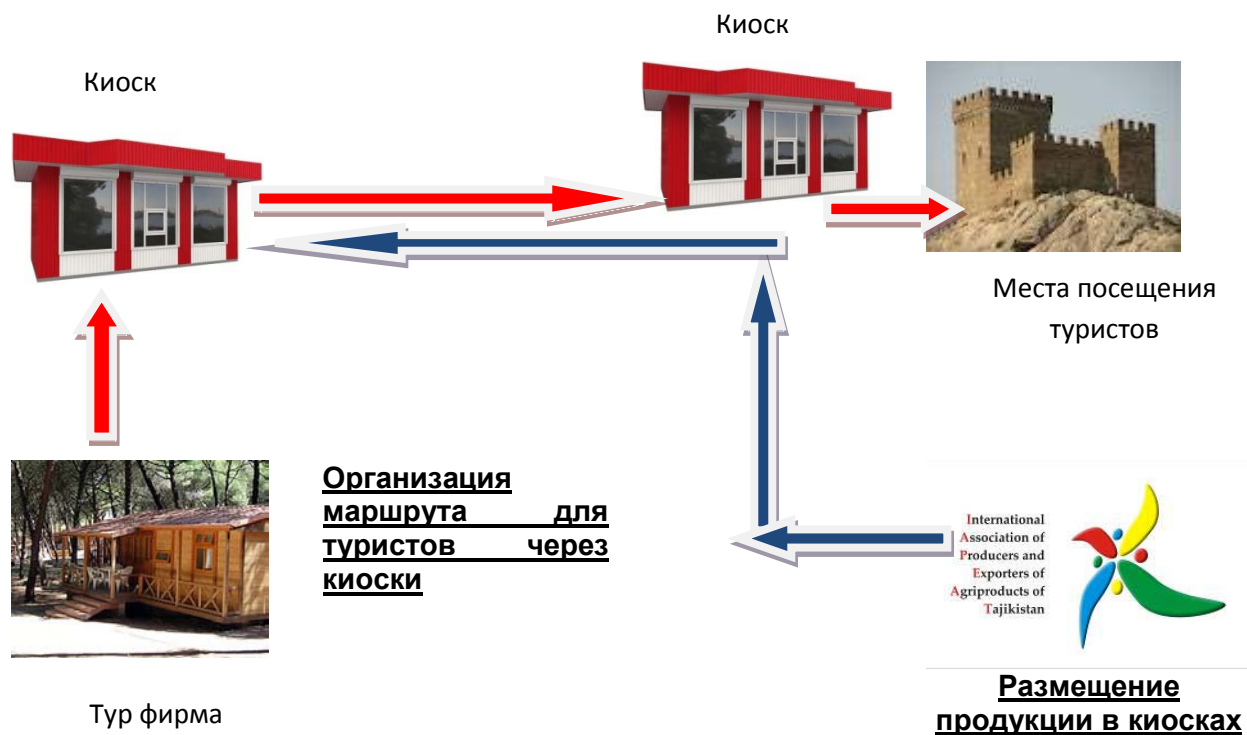 Киоск
Киоск
Места посещения
туристов
Организация
маршрута для
туристов через
киоски
International
Association of
Producers and
Exporters of
Agriproducts of
Tajikistan
Тур фирма
Размещение
продукции в киосках